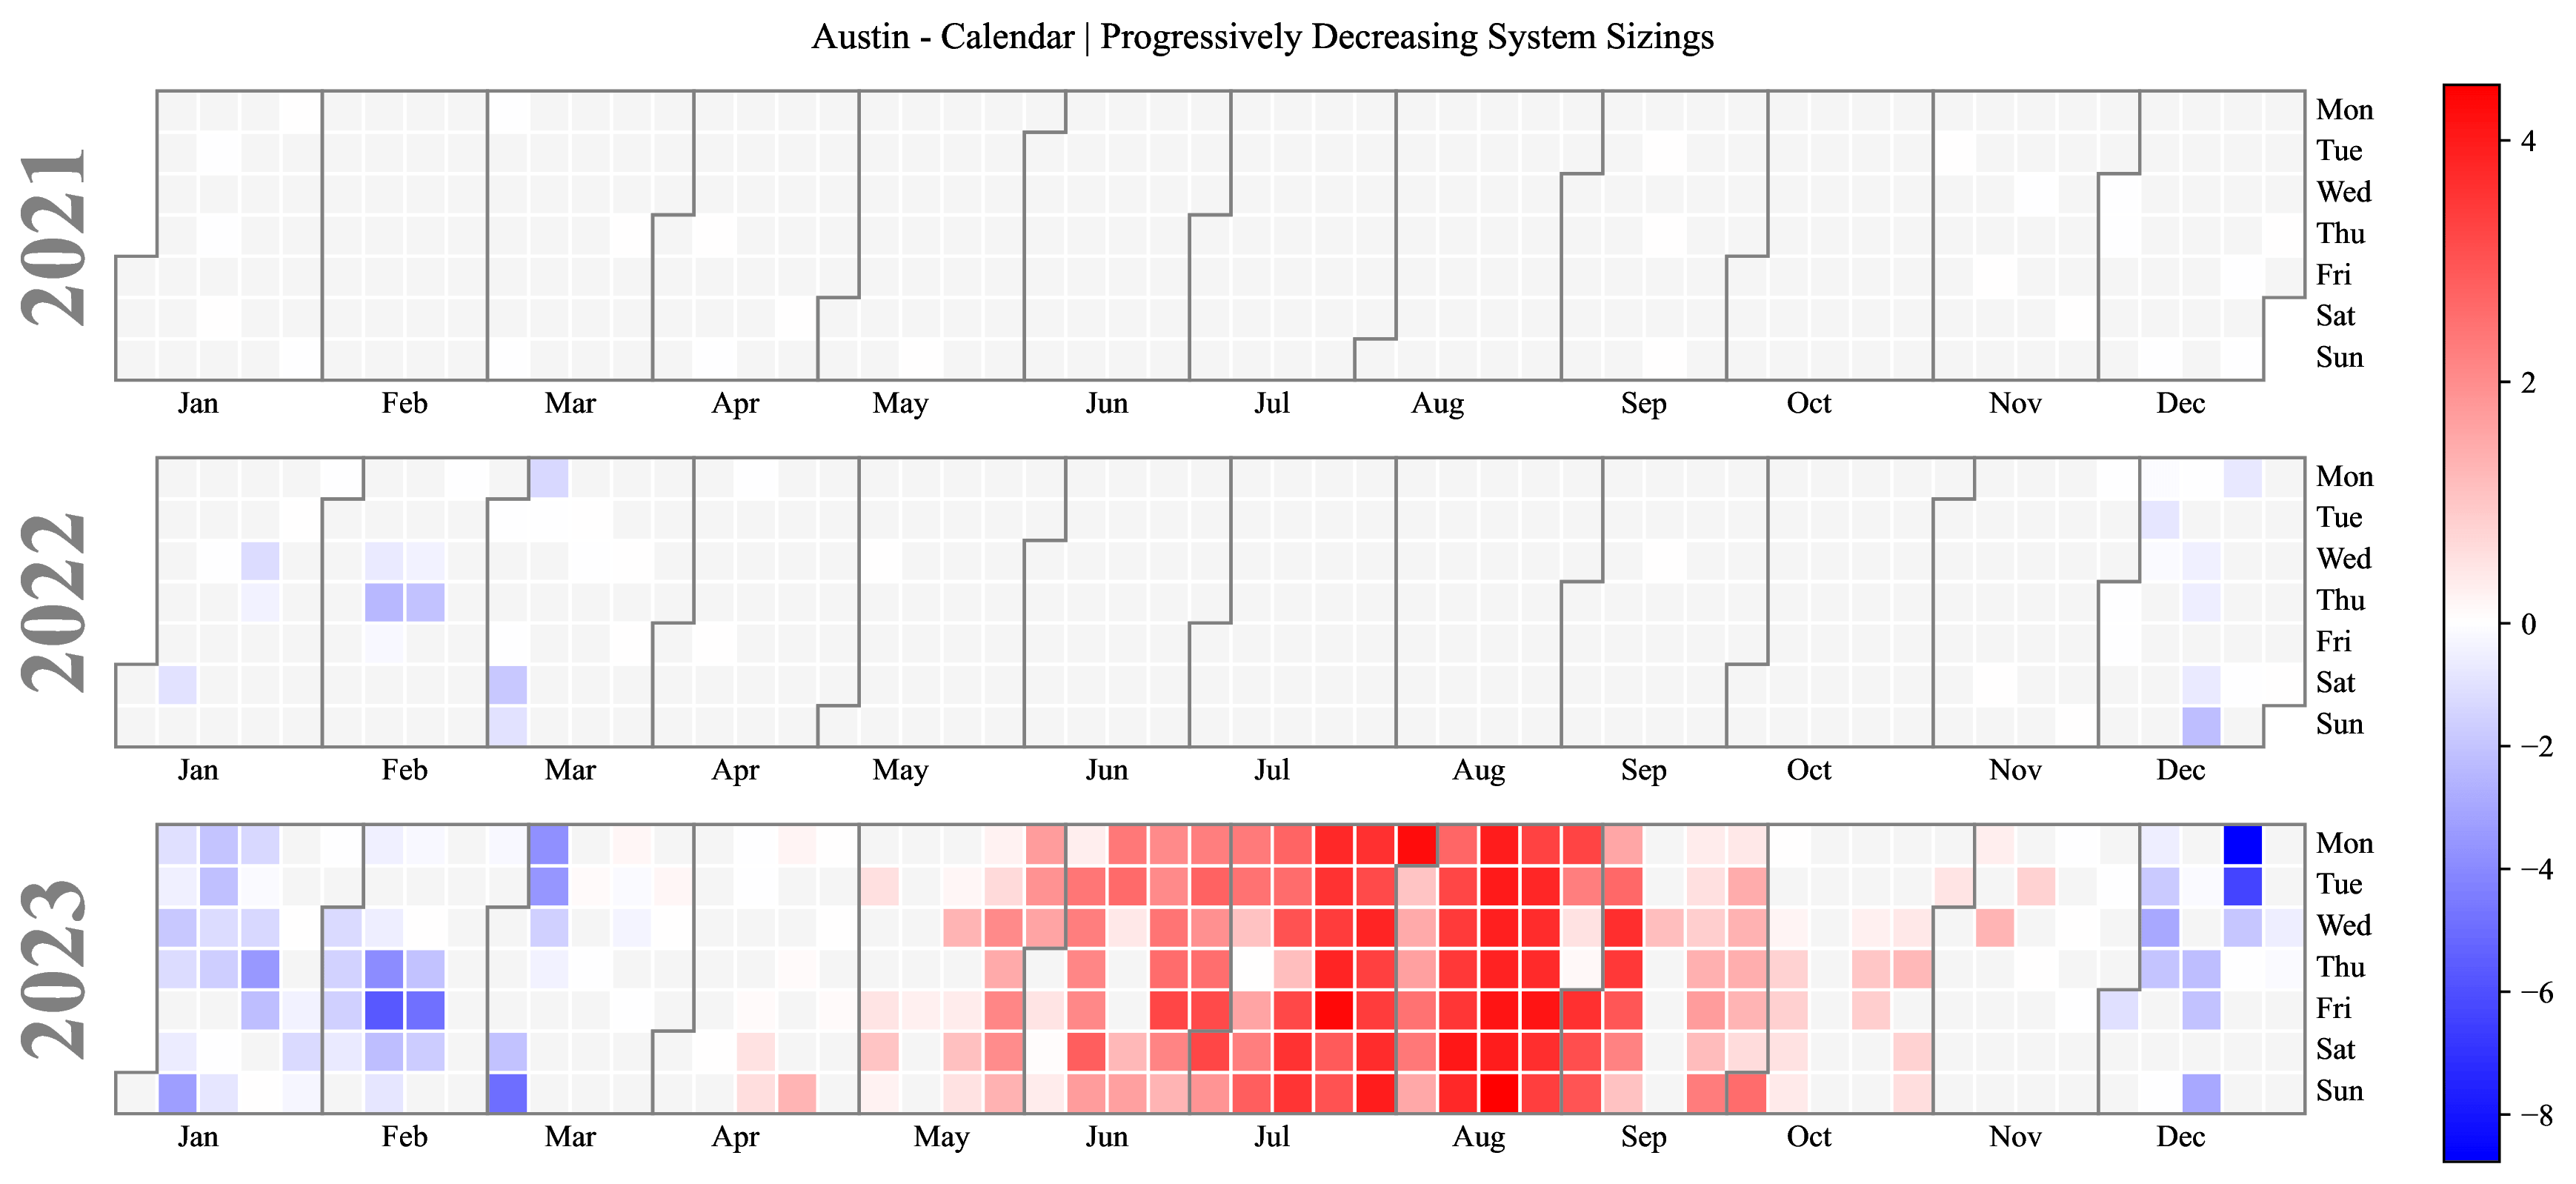 Austin - Calendar | Progressively Decreasing System Sizings
2021
Mon
Tue
Wed
Thu
Fri
Sat
Sun
Jan Feb Mar Apr May Jun Jul Aug Sep Oct Nov Dec
2022
Mon
Tue
Wed
Thu
Fri
Sat
Sun
Jan Feb Mar Apr May Jun Jul Aug Sep Oct Nov Dec
2023
Mon
Tue
Wed
Thu
Fri
Sat
Sun
Jan Feb Mar Apr May Jun Jul Aug Sep Oct Nov Dec
4
2
0
−2
−4
−6
−8